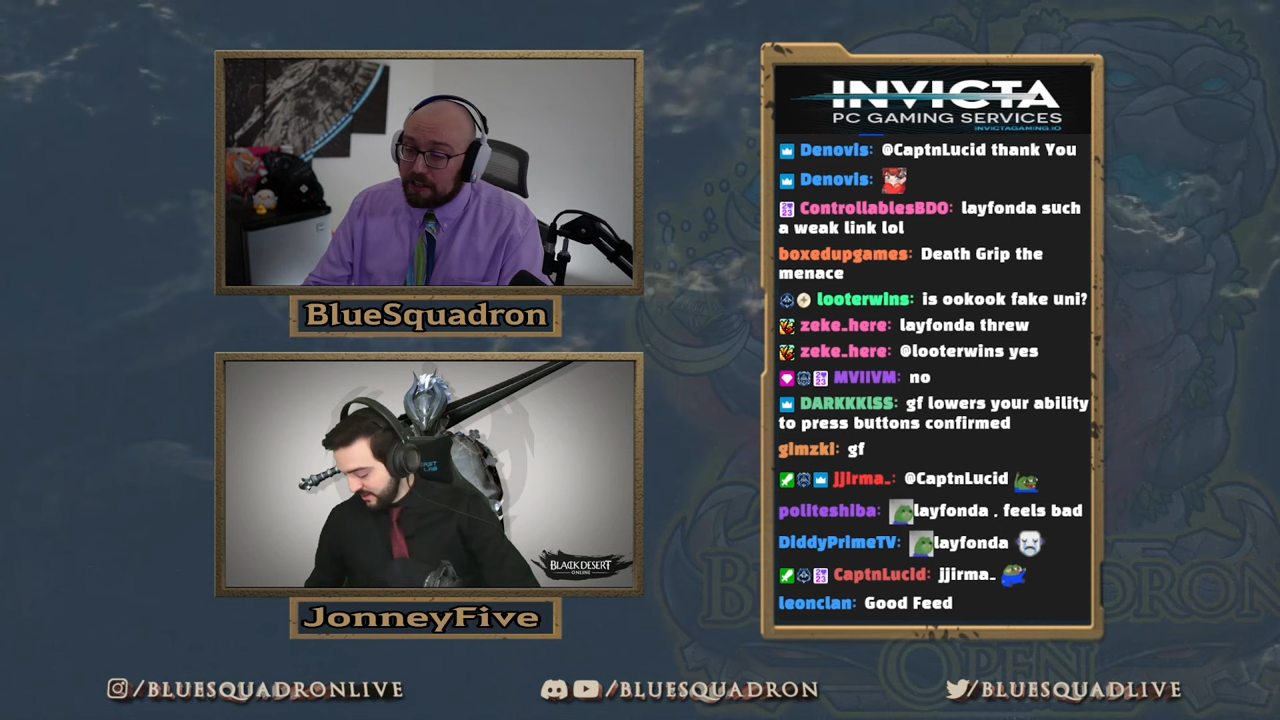 BlueSquadron
JonneyFive
BLACK DESERT
ONLINE
INVICTA
PC GAMING SERVICES
INVICTAGAMING.IO
Denovis: @CaptnLucid thank You
Denovis:
ControllablesBDO: layfonda such
a weak link lol
boxedupgames: Death Grip the
menace
looterwins: is ookook fake uni?
zeke_here: layfonda threw
zeke_here: @looterwins yes
MVIIVM: no
DARKKKISS: gf lowers your ability
to press buttons confirmed
gimzki: gf
jjirma_: @CaptnLucid
politeshiba: layfonda . feels bad
DiddyPrimeTV: layfonda
CaptnLucid: jjirma_
leonclan: Good Feed
OPEN
/BLUESQUADRONLIVE
/BLUESQUADRON
/BLUESQUADLIVE